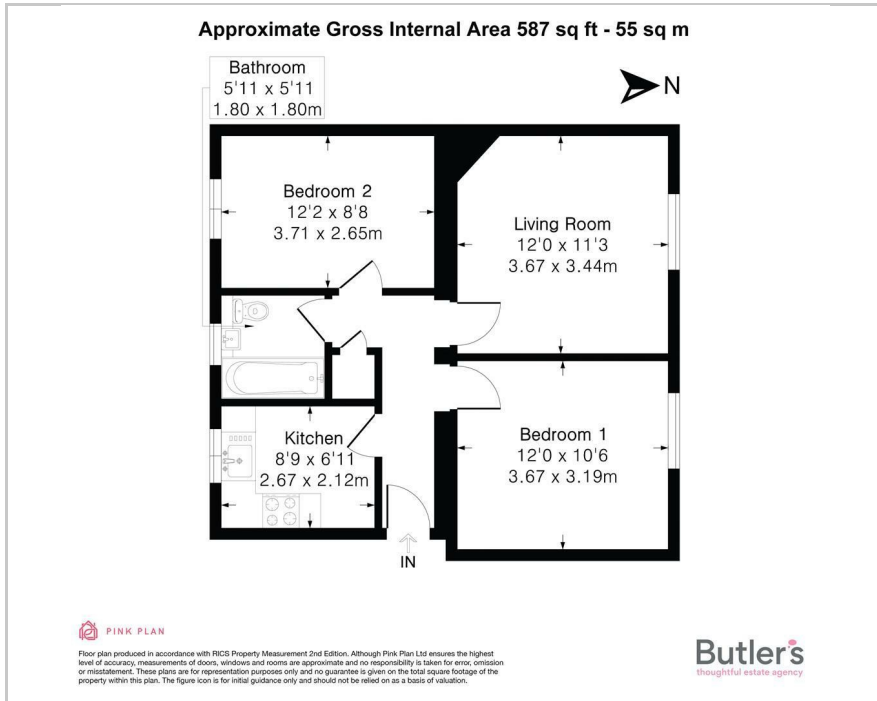 Approximate Gross Internal Area 587 sq ft - 55 sq m
Bathroom
5'11 x 5'11
1.80 x 1.80m
N
Bedroom 2
12'2 x 8'8
3.71 x 2.65m
Living Room
12'0 x 11'3
3.67 x 3.44m
Kitchen
8'9 x 6'11
2.67 x 2.12m
Bedroom 1
12'0 x 10'6
3.67 x 3.19m
IN
PINK PLAN
Floor plan produced in accordance with RICS Property Measurement 2nd Edition. Although Pink Plan Ltd ensures the highest
level of accuracy, measurements of doors, windows and rooms are approximate and no responsibility is taken for error, omission
or misstatement. These plans are for representation purposes only and no guarantee is given on the total square footage of the
property within this plan. The figure icon is for initial guidance only and should not be relied on as a basis of valuation.
Butler's
thoughtful estate agency